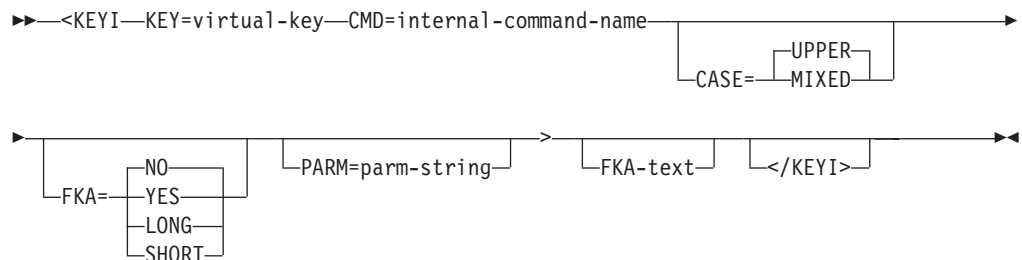 <KEYI KEY=virtual-key CMD=internal-command-name
UPPER
CASE= MIXED
NO
FKA= YES
LONG
SHORT
PARM=parm-string
>
FKA-text
</KEYI>